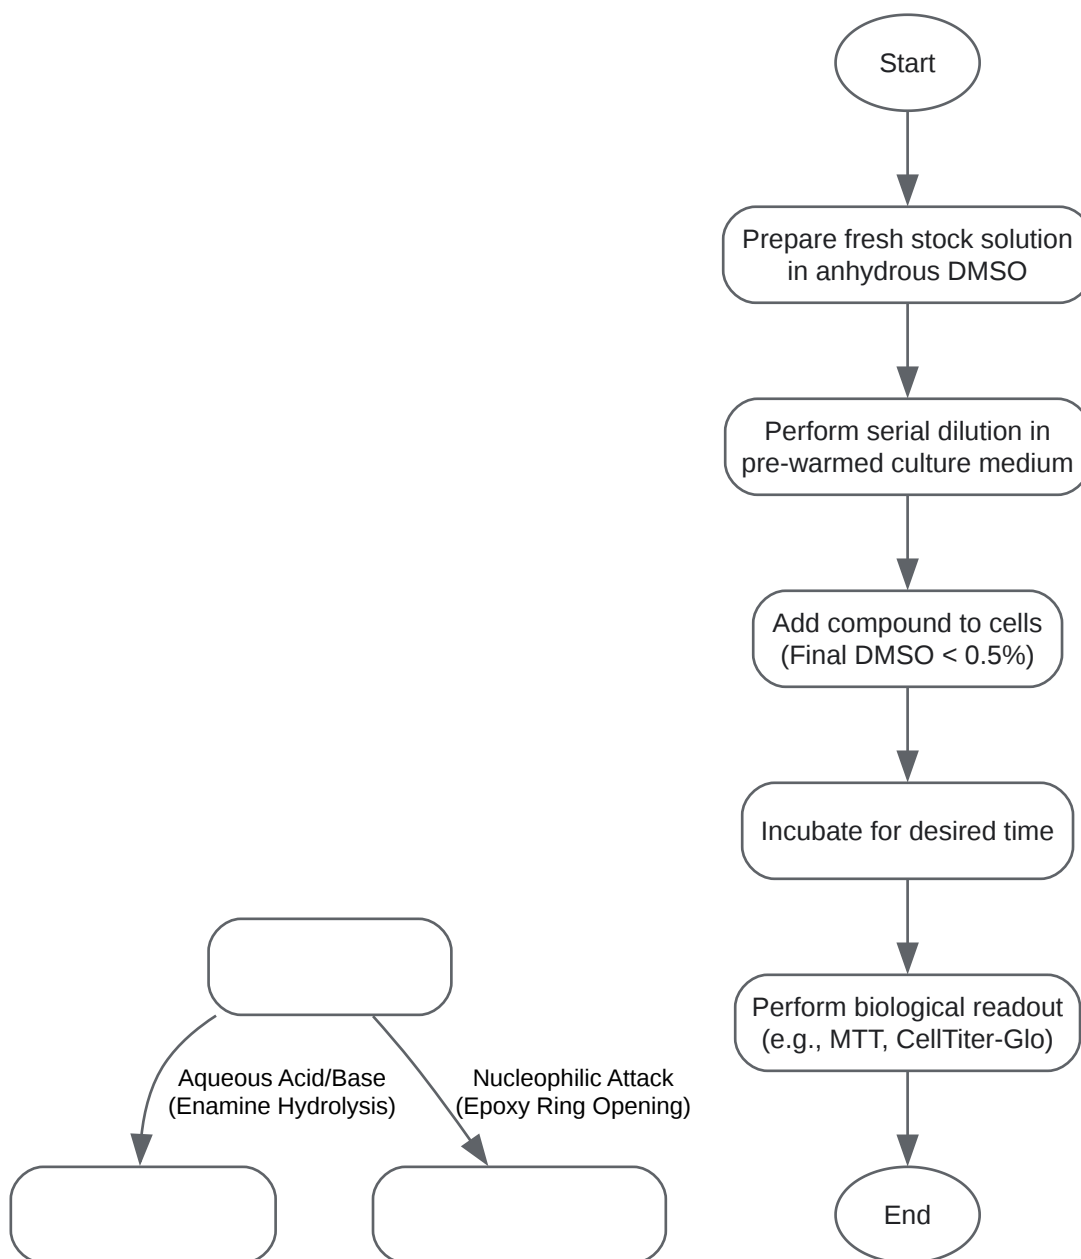 Start
Prepare fresh stock solution
in anhydrous DMSO
Perform serial dilution in
pre-warmed culture medium
Add compound to cells
(Final DMSO < 0.5%)
Incubate for desired time
Perform biological readout
(e.g., MTT, CellTiter-Glo)
End
Aqueous Acid/Base
(Enamine Hydrolysis)
Nucleophilic Attack
(Epoxy Ring Opening)